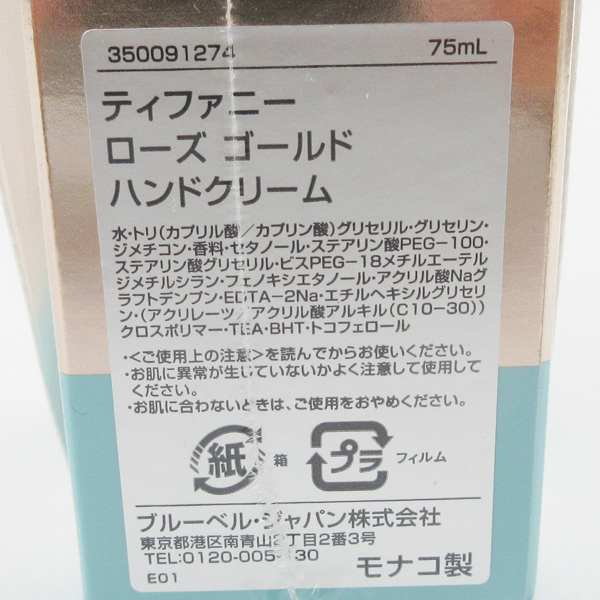 350091274 75mL
ティファニー
ローズ ゴールド
ハンドクリーム
水・トリ(カプリル酸／カプリン酸)グリセリル・グリセリン・
ジメチコン・香料・セタノール・ステアリン酸PEG-100・
ステアリン酸グリセリル・ビスPEG-18メチルエーテル
ジメチルシラン・フェノキシエタノール・アクリル酸Naグ
ラフトデンプン・EDTA-2Na・エチルヘキシルグリセリ
ン・(アクリレーツ／アクリル酸アルキル(C10-30))
クロスポリマー・TEA・BHT・トコフェロール
・<ご使用上の注意>を読んでからお使いください。
・お肌に異常が生じていないかよく注意して使用して
ください。
・お肌に合わないときは、ご使用をおやめください。
紙 箱 プラ フィルム
ブルーベル・ジャパン株式会社
東京都港区南青山2丁目2番3号
TEL:0120-005-130
E01 モナコ製